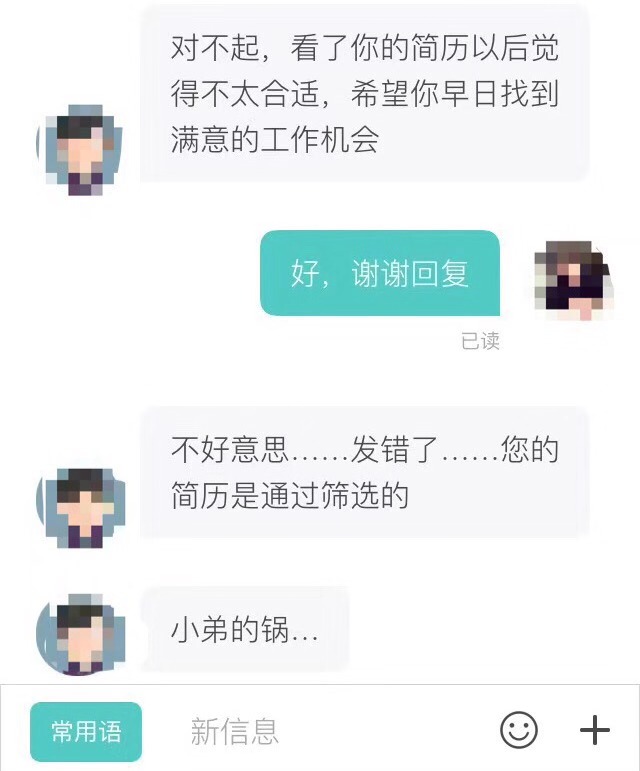 对不起，看了你的简历以后觉
得不太合适，希望你早日找到
满意的工作机会
好，谢谢回复
已读
不好意思……发错了……您的
简历是通过筛选的
小弟的锅…
常用语
新信息